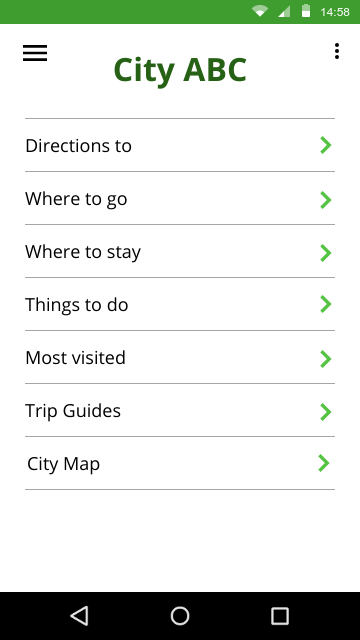 14:58
City ABC
Directions to
Where to go
Where to stay
Things to do
Most visited
Trip Guides
City Map